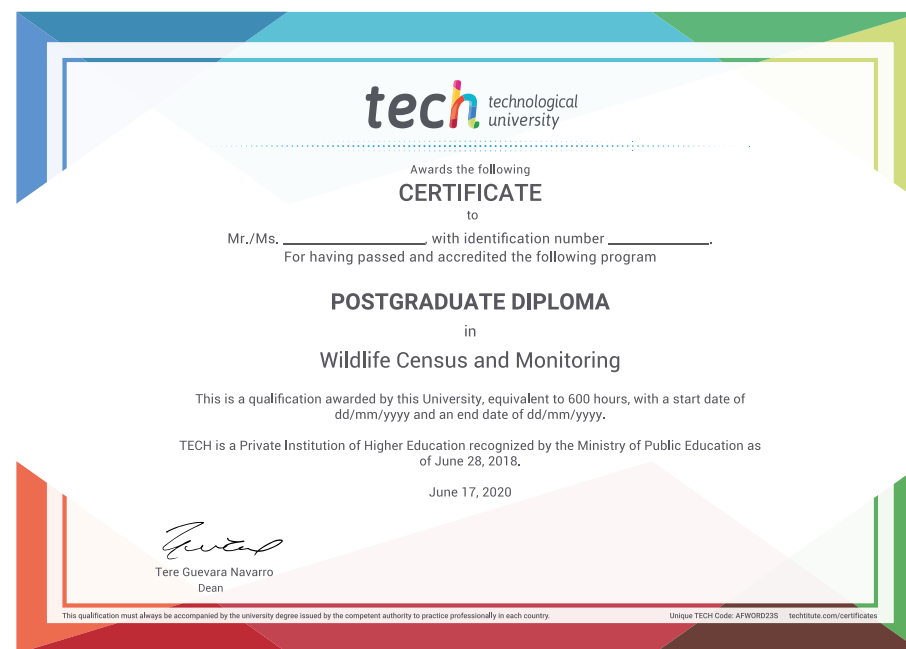 tech technological
university
Awards the following
CERTIFICATE
to
Mr./Ms. ____________________, with identification number ______________.
For having passed and accredited the following program
POSTGRADUATE DIPLOMA
in
Wildlife Census and Monitoring
This is a qualification awarded by this University, equivalent to 600 hours, with a start date of
dd/mm/yyyy and an end date of dd/mm/yyyy.
TECH is a Private Institution of Higher Education recognized by the Ministry of Public Education as
of June 28, 2018.
June 17, 2020
Tere Guevara Navarro
Dean
This qualification must always be accompanied by the university degree issued by the competent authority to practice professionally in each country.
Unique TECH Code: AFWORD23S techtitute.com/certificates